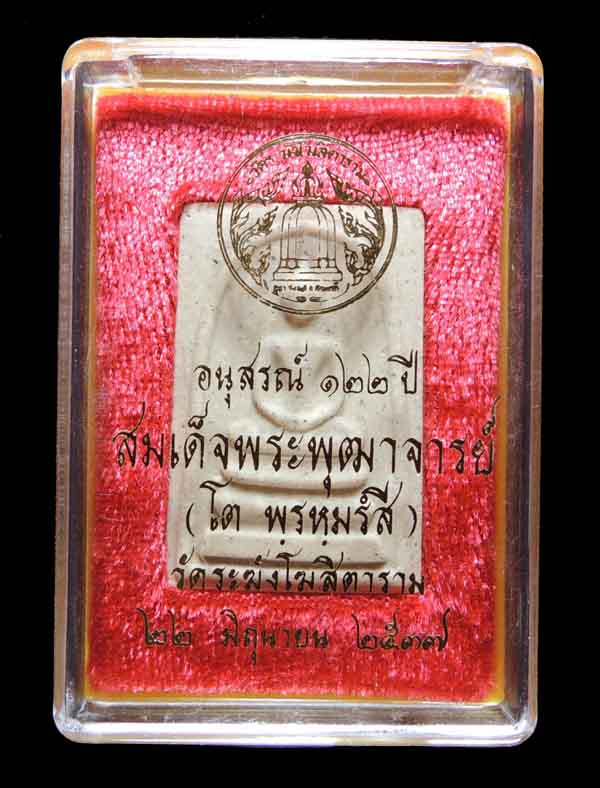 อนุสรณ์ ๑๒๒ ปี
สมเด็จพระพุฒาจารย์
( โต พฺรหฺมรํสี )
วัดระฆังโฆสิตาราม
๒๒ มิถุนายน ๒๕๓๗